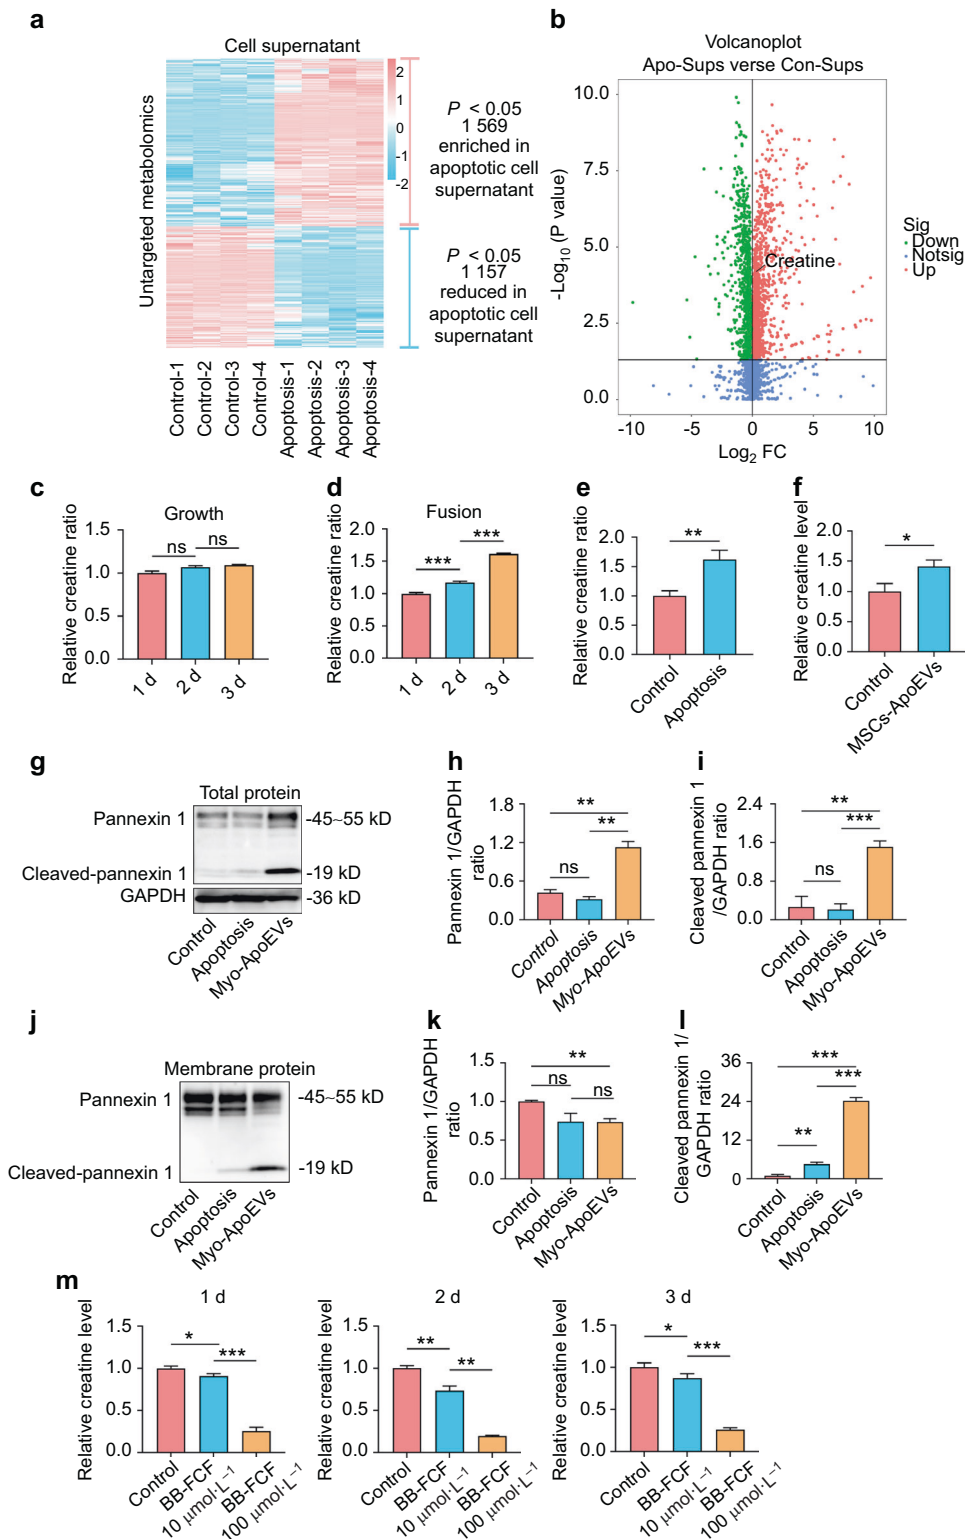 a
Cell supernatant
Untargeted metabolomics
2
1
0
-1
-2
P < 0.05
1 569
enriched in
apoptotic cell
supernatant
P < 0.05
1 157
reduced in
apoptotic cell
supernatant
Control-1
Control-2
Control-3
Control-4
Apoptosis-1
Apoptosis-2
Apoptosis-3
Apoptosis-4
b
Volcanoplot
Apo-Sups verse Con-Sups
-Log10 (P value)
10.0
7.5
5.0
2.5
0.0
Creatine
-10 -5 0 5 10
Log2 FC
Sig
Down
Notsig
Up
c
Growth
Relative creatine ratio
1.5
1.0
0.5
0.0
ns ns
1 d 2 d 3 d
d
Fusion
Relative creatine ratio
2.0
1.5
1.0
0.5
0.0
*** ***
1 d 2 d 3 d
e
Relative creatine ratio
2.0
1.5
1.0
0.5
0.0
**
Control
Apoptosis
f
Relative creatine level
2.0
1.5
1.0
0.5
0.0
*
Control
MSCs-ApoEVs
g
Total protein
Pannexin 1
-45~55 kD
Cleaved-pannexin 1
-19 kD
GAPDH
-36 kD
Control
Apoptosis
Myo-ApoEVs
h
Pannexin 1/GAPDH
ratio
1.8
1.2
0.6
0.0
**
**
ns
Control
Apoptosis
Myo-ApoEVs
i
Cleaved pannexin 1
/GAPDH ratio
2.4
1.6
0.8
0.0
**
***
ns
Control
Apoptosis
Myo-ApoEVs
j
Membrane protein
Pannexin 1
-45~55 kD
Cleaved-pannexin 1
-19 kD
Control
Apoptosis
Myo-ApoEVs
k
Pannexin 1/GAPDH
ratio
1.5
1.0
0.5
0.0
**
ns
ns
Control
Apoptosis
Myo-ApoEVs
l
Cleaved pannexin 1/
GAPDH ratio
36
24
12
0
***
***
**
Control
Apoptosis
Myo-ApoEVs
m
1 d
Relative creatine level
1.5
1.0
0.5
0.0
*
***
Control
BB-FCF
10 μmol·L−1
BB-FCF
100 μmol·L−1
2 d
Relative creatine level
1.5
1.0
0.5
0.0
**
**
Control
BB-FCF
10 μmol·L−1
BB-FCF
100 μmol·L−1
3 d
Relative creatine level
1.5
1.0
0.5
0.0
*
***
Control
BB-FCF
10 μmol·L−1
BB-FCF
100 μmol·L−1